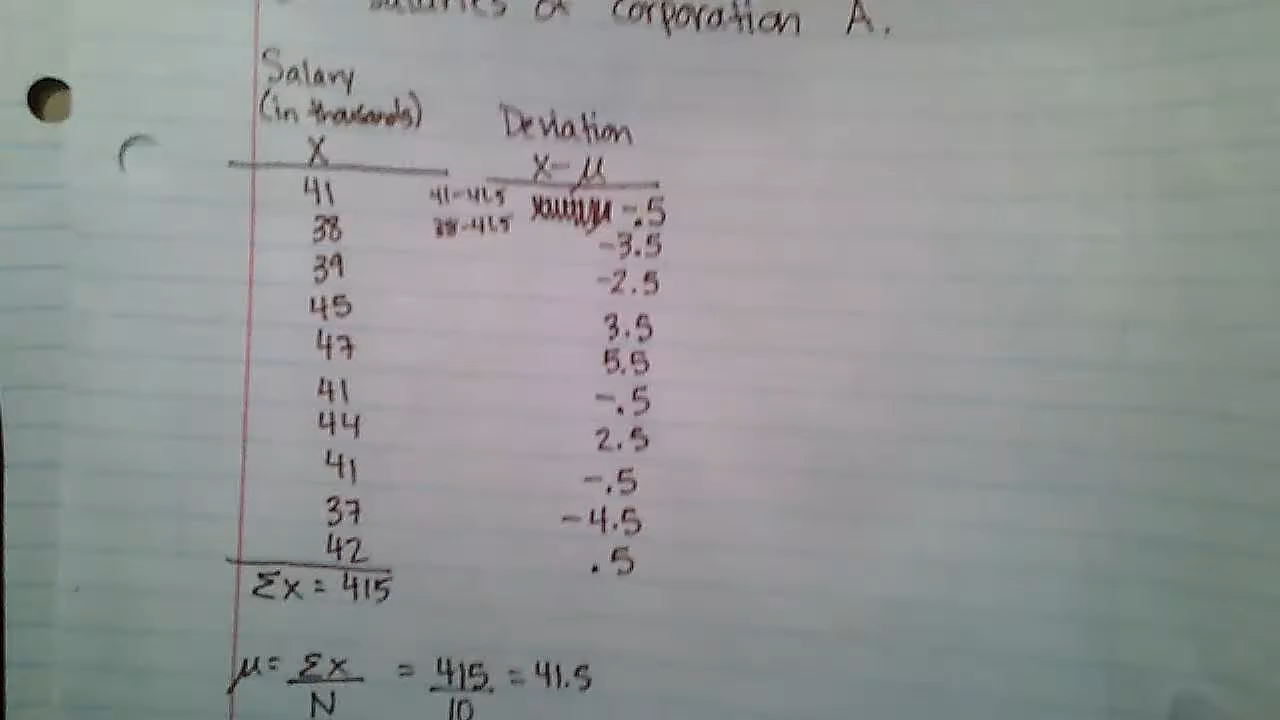 salaries of corporation A.
Salary
(in thousands) Deviation
X X-μ
41 41-41.5 -.5
38 38-41.5 -3.5
39 -2.5
45 3.5
47 5.5
41 -.5
44 2.5
41 -.5
37 -4.5
42 .5
Σx = 415
μ = Σx / N = 415 / 10 = 41.5